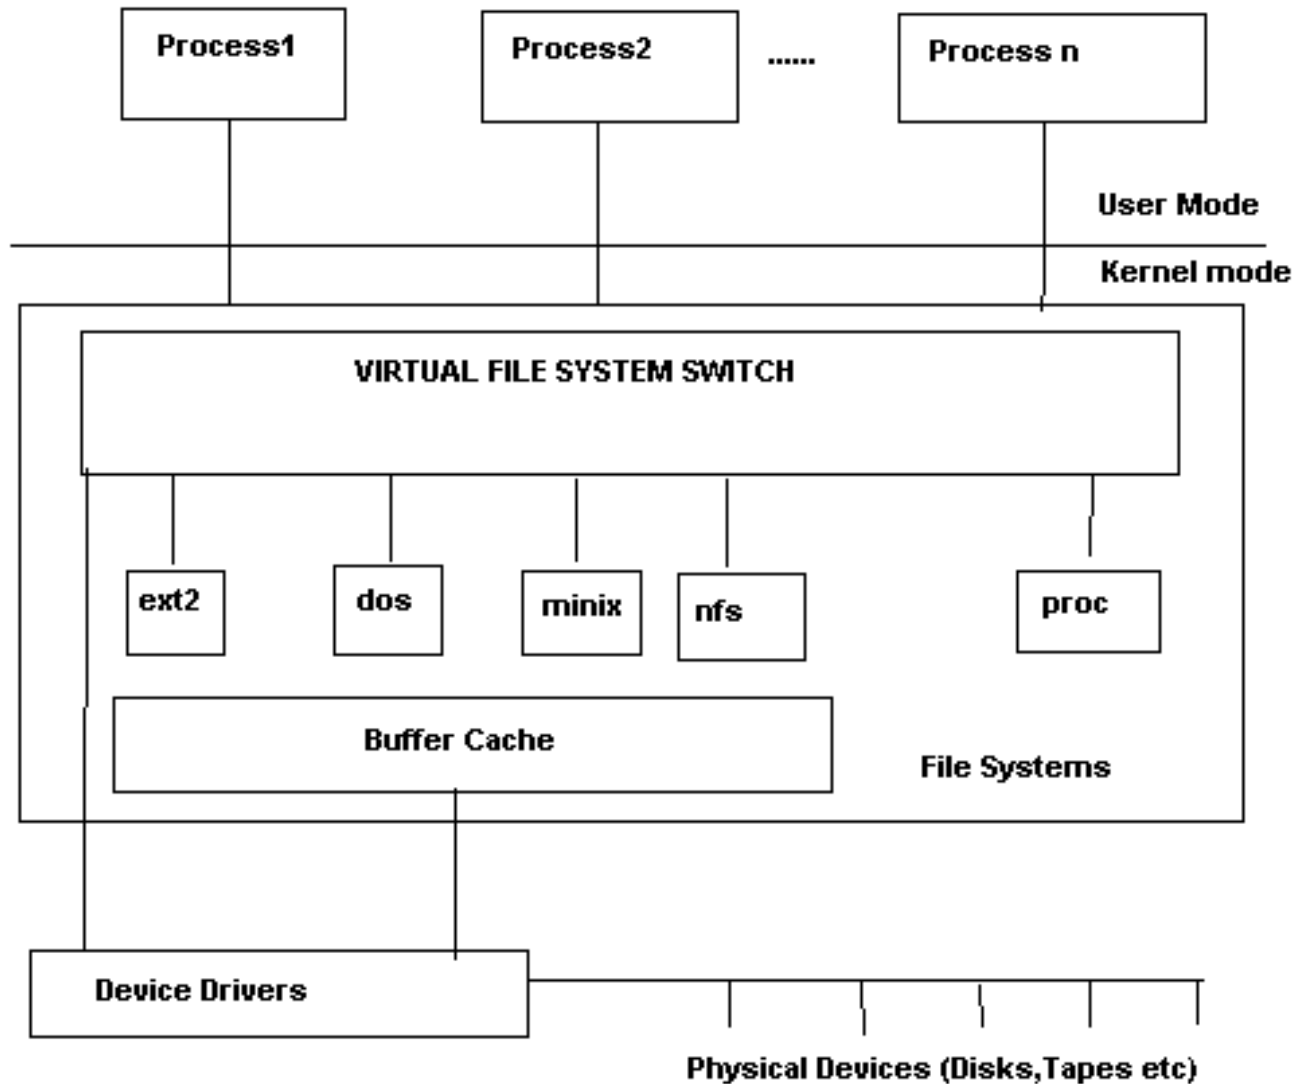 Process1
Process2
......
Process n
User Mode
Kernel mode
VIRTUAL FILE SYSTEM SWITCH
ext2
dos
minix
nfs
proc
Buffer Cache
File Systems
Device Drivers
Physical Devices (Disks,Tapes etc)